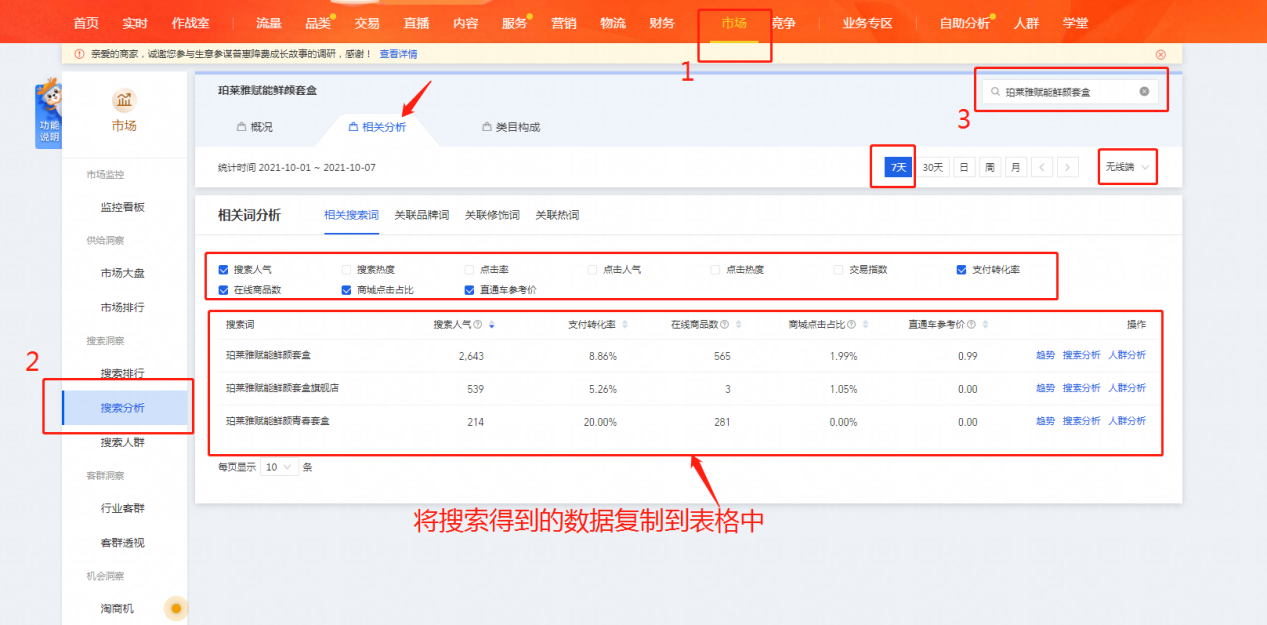 首页 实时 作战室 流量 品类 交易 直播 内容 服务 营销 物流 财务 市场 竞争 业务专区 自助分析 人群 学堂
亲爱的商家，诚邀您参与生意参谋普惠降费成长故事的调研，感谢！ 查看详情
1
功能
说明
市场
市场监控
监控看板
供给洞察
市场大盘
市场排行
搜索洞察
搜索排行
2
搜索分析
搜索人群
客群洞察
行业客群
客群透视
机会洞察
淘商机
珀莱雅赋能鲜颜套盒
珀莱雅赋能鲜颜套盒
3
概况 相关分析 类目构成
统计时间 2021-10-01 ~ 2021-10-07 7天 30天 日 周 月 < > 无线端
相关词分析 相关搜索词 关联品牌词 关联修饰词 关联热词
搜索人气 搜索热度 点击率 点击人气 点击热度 交易指数 支付转化率
在线商品数 商城点击占比 直通车参考价
搜索词 搜索人气 支付转化率 在线商品数 商城点击占比 直通车参考价 操作
珀莱雅赋能鲜颜套盒 2,643 8.86% 565 1.99% 0.99 趋势 搜索分析 人群分析
珀莱雅赋能鲜颜套盒旗舰店 539 5.26% 3 1.05% 0.00 趋势 搜索分析 人群分析
珀莱雅赋能鲜颜青春套盒 214 20.00% 281 0.00% 0.00 趋势 搜索分析 人群分析
每页显示 10 条
将搜索得到的数据复制到表格中